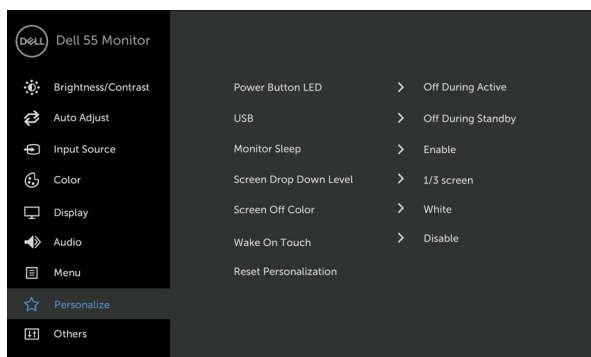 DELL Dell 55 Monitor
Brightness/Contrast
Auto Adjust
Input Source
Color
Display
Audio
Menu
Personalize
Others
Power Button LED > Off During Active
USB > Off During Standby
Monitor Sleep > Enable
Screen Drop Down Level > 1/3 screen
Screen Off Color > White
Wake On Touch > Disable
Reset Personalization